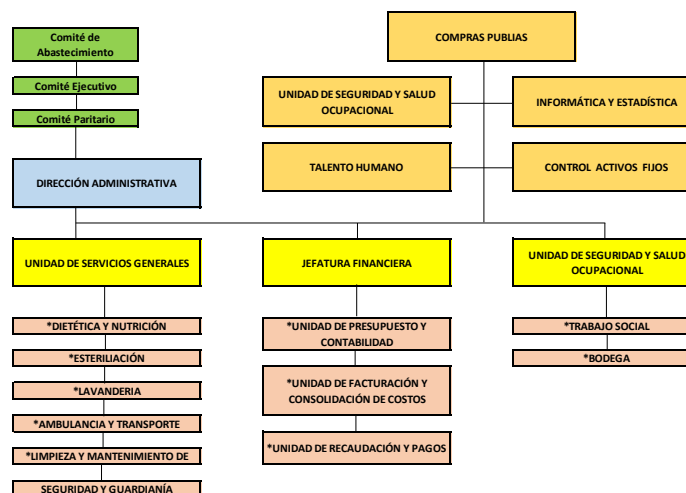 Comité de
Abastecimiento
COMPRAS PUBLIAS
Comité Ejecutivo
Comité Paritario
UNIDAD DE SEGURIDAD Y SALUD
OCUPACIONAL
INFORMÁTICA Y ESTADÍSTICA
TALENTO HUMANO
CONTROL ACTIVOS FIJOS
DIRECCIÓN ADMINISTRATIVA
UNIDAD DE SERVICIOS GENERALES
JEFATURA FINANCIERA
UNIDAD DE SEGURIDAD Y SALUD
OCUPACIONAL
*DIETÉTICA Y NUTRICIÓN
*ESTERILIACIÓN
*LAVANDERIA
*AMBULANCIA Y TRANSPORTE
*LIMPIEZA Y MANTENIMIENTO DE
SEGURIDAD Y GUARDIANÍA
*UNIDAD DE PRESUPUESTO Y
CONTABILIDAD
*UNIDAD DE FACTURACIÓN Y
CONSOLIDACIÓN DE COSTOS
*UNIDAD DE RECAUDACIÓN Y PAGOS
*TRABAJO SOCIAL
*BODEGA